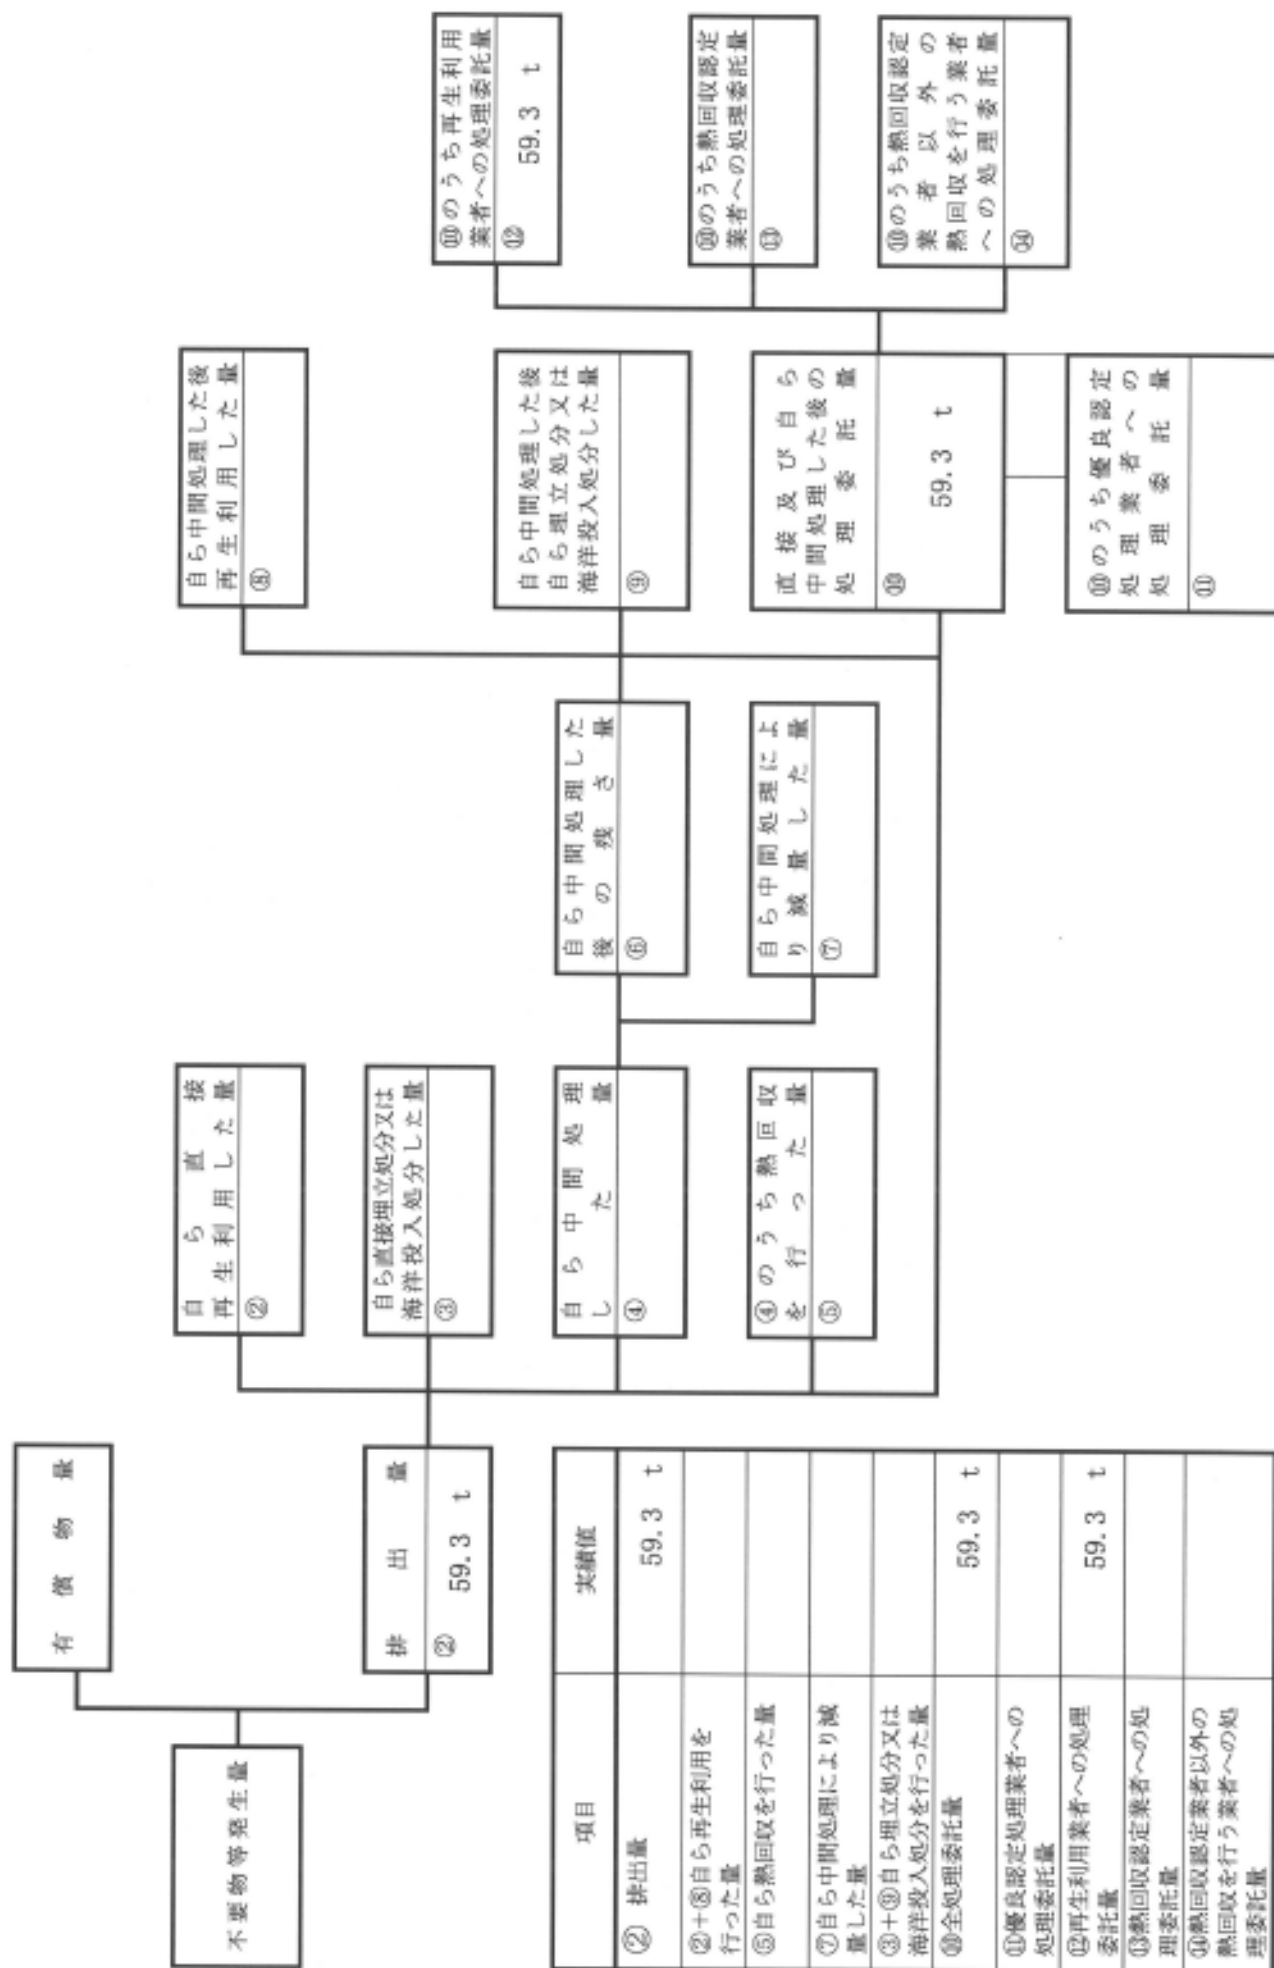 不要物等発生量
有償物量
排出量
② 59.3 t
自ら直接
再生利用した量
②
自ら直接埋立処分又は
海洋投入処分した量
③
自ら中間処理
した量
④
④のうち熱回収
を行った量
⑤
自ら中間処理した
後の残さ量
⑥
自ら中間処理によ
り減量した量
⑦
自ら中間処理した後
再生利用した量
⑧
自ら中間処理した後
自ら埋立処分又は
海洋投入処分した量
⑨
直接及び自ら
中間処理した後の
処理委託量
⑩
59.3 t
⑩のうち優良認定
処理業者への
処理委託量
⑪
⑩のうち再生利用
業者への処理委託量
⑫
59.3 t
⑩のうち熱回収認定
業者への処理委託量
⑬
⑩のうち熱回収認定
業者以外の
熱回収を行う業者
への処理委託量
⑭
項目 実績値
② 排出量 59.3 t
②+⑧自ら再生利用を
行った量
⑤自ら熱回収を行った量
⑦自ら中間処理により減
量した量
③+⑨自ら埋立処分又は
海洋投入処分を行った量
⑩全処理委託量 59.3 t
⑪優良認定処理業者への
処理委託量
⑫再生利用業者への処理
委託量 59.3 t
⑬熱回収認定業者への処
理委託量
⑭熱回収認定業者以外の
熱回収を行う業者への処
理委託量